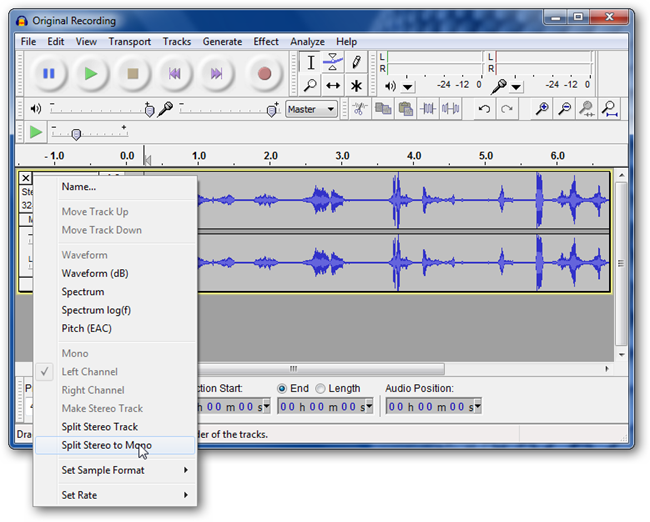 Original Recording
File Edit View Transport Tracks Generate Effect Analyze Help
L
R
-24 -12 0
L
R
-24 -12 0
Master
- 1.0 0.0 1.0 2.0 3.0 4.0 5.0 6.0
Ste
32-
M
L
Name...
Move Track Up
Move Track Down
Waveform
Waveform (dB)
Spectrum
Spectrum log(f)
Pitch (EAC)
Mono
Left Channel
Right Channel
Make Stereo Track
Split Stereo Track
Split Stereo to Mono
Set Sample Format
Set Rate
P
ction Start: End Length Audio Position:
4
00 h 00 m 00 s 00 h 00 m 00 s 00 h 00 m 00 s
Dra
der of the tracks.